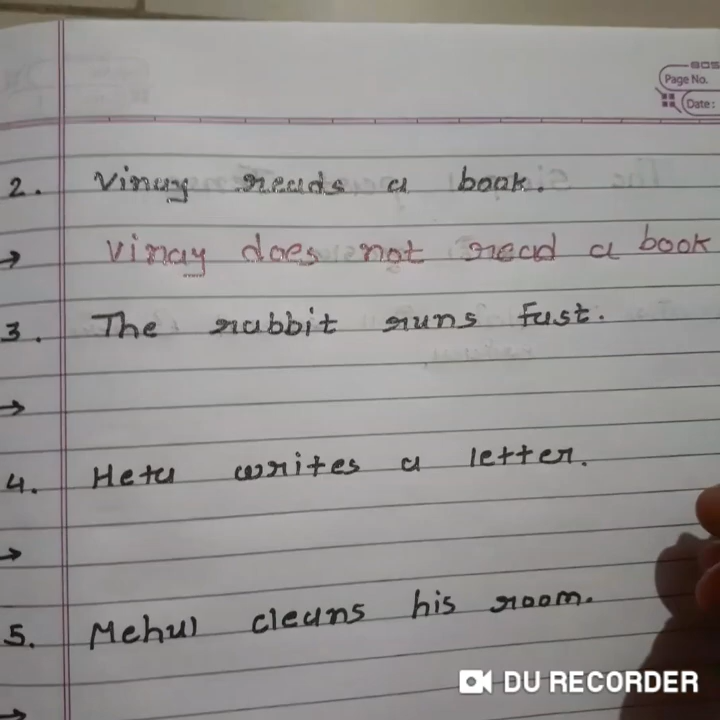 Page No.
Date:
2. Vinay reads a book.
→ Vinay does not read a book
3. The rabbit runs fast.
→
4. Hetu writes a letter.
→
5. Mehul cleans his room.
→
DU RECORDER